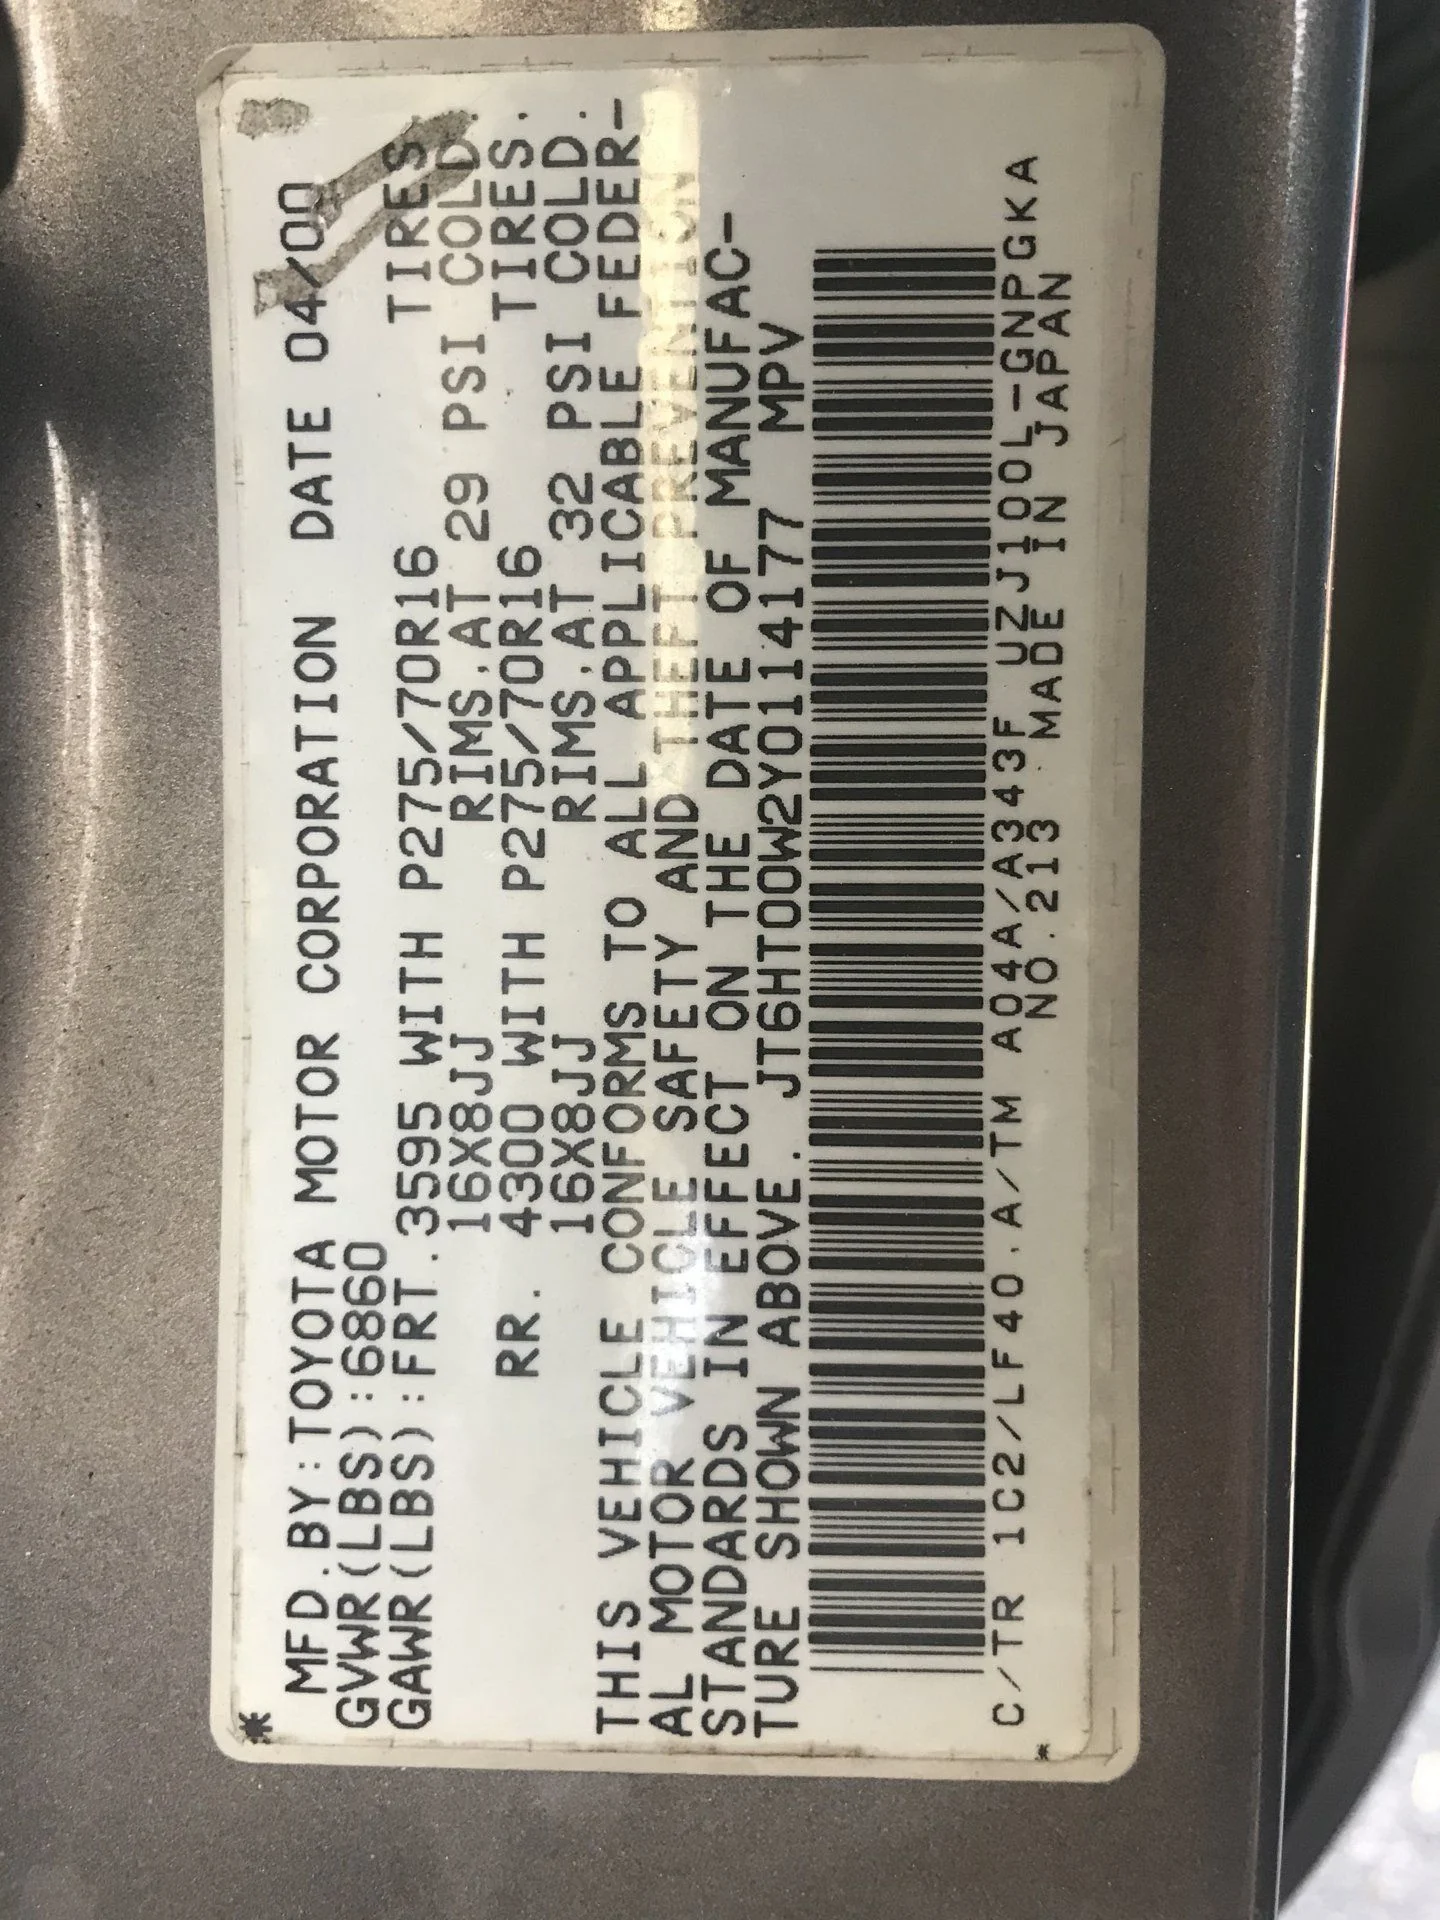 MFD.BY:TOYOTA MOTOR CORPORATION DATE 04/00
GVWR(LBS):6860
GAWR(LBS):FRT.3595 WITH P275/70R16 TIRES.
16X8JJ RIMS.AT 29 PSI COLD.
RR. 4300 WITH P275/70R16 TIRES.
16X8JJ RIMS.AT 32 PSI COLD.
THIS VEHICLE CONFORMS TO ALL APPLICABLE FEDER-
AL MOTOR VEHICLE SAFETY AND THEFT PREVENTION
STANDARDS IN EFFECT ON THE DATE OF MANUFAC-
TURE SHOWN ABOVE. JT6HT00W2Y0114177 MPV
C/TR 1C2/LF40.A/TM A04A/A343F UZJ100L-GNPGKA
NO.213 MADE IN JAPAN